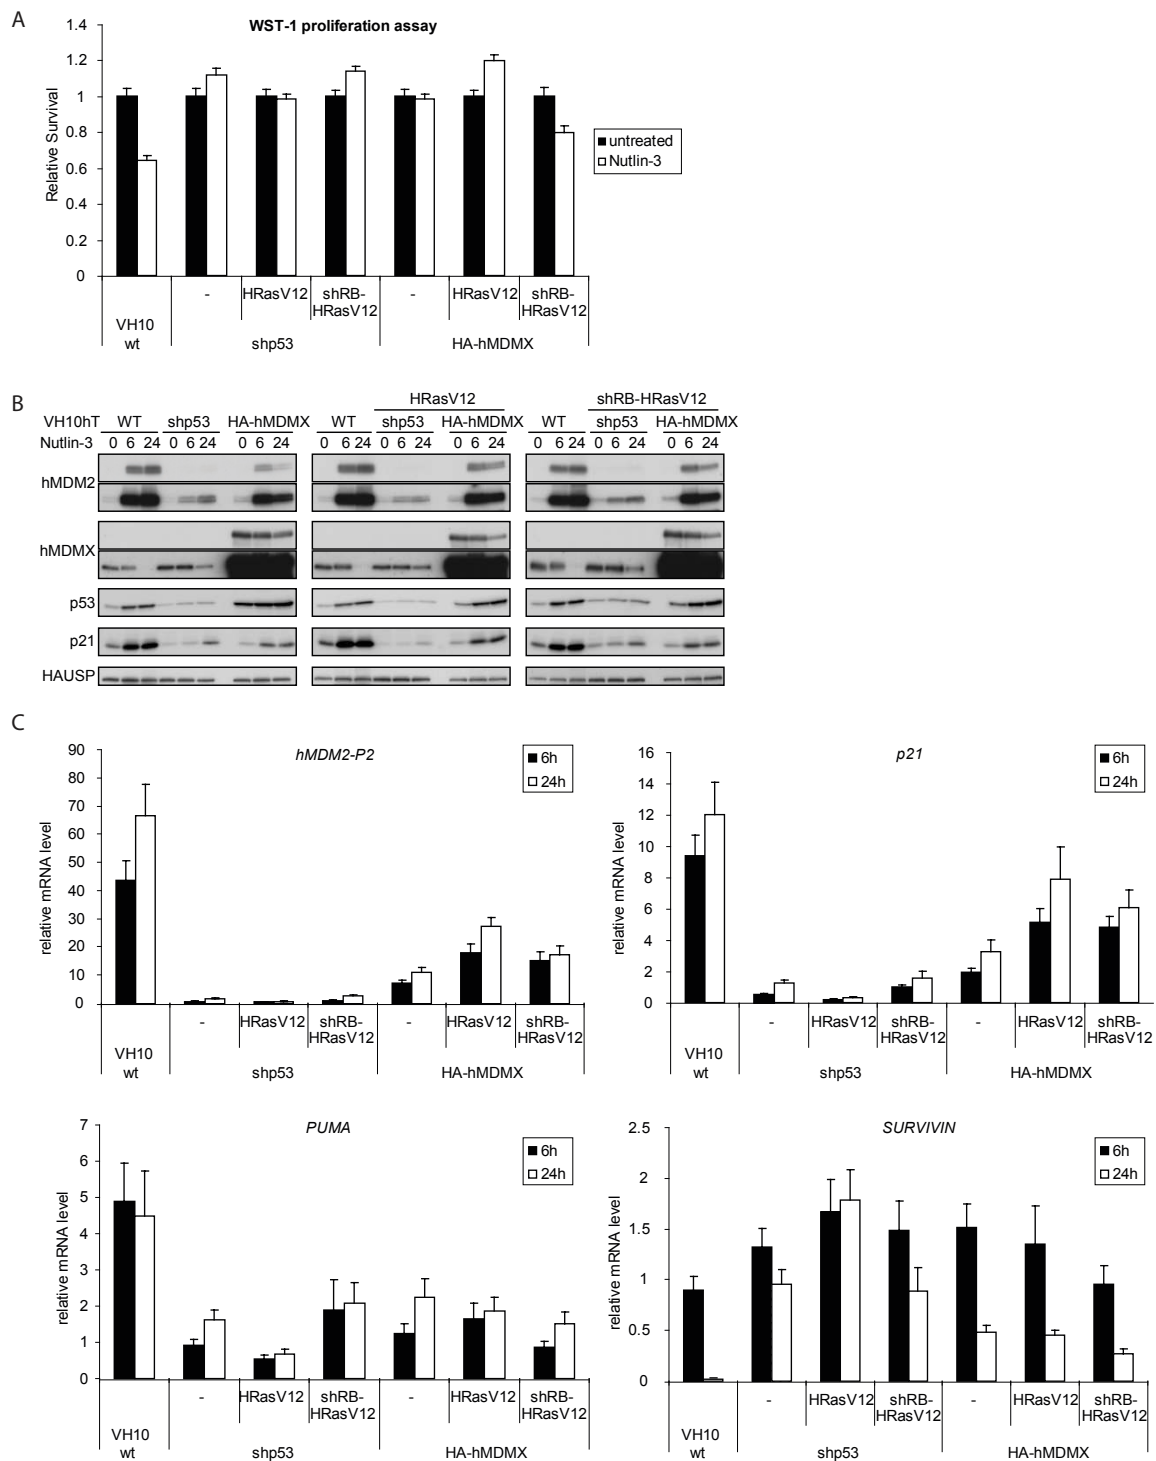 A
WST-1 proliferation assay
1.4
1.2
1
0.8
0.6
0.4
0.2
0
Relative Survival
untreated
Nutlin-3
- HRasV12 shRB-HRasV12 - HRasV12 shRB-HRasV12
VH10 wt shp53 HA-hMDMX
B
HRasV12 shRB-HRasV12
VH10hT WT shp53 HA-hMDMX WT shp53 HA-hMDMX WT shp53 HA-hMDMX
Nutlin-3 0 6 24 0 6 24 0 6 24 0 6 24 0 6 24 0 6 24 0 6 24 0 6 24 0 6 24
hMDM2
hMDMX
p53
p21
HAUSP
C
hMDM2-P2
90
80
70
60
50
40
30
20
10
0
relative mRNA level
6h
24h
- HRasV12 shRB-HRasV12 - HRasV12 shRB-HRasV12
VH10 wt shp53 HA-hMDMX
p21
16
14
12
10
8
6
4
2
0
relative mRNA level
6h
24h
- HRasV12 shRB-HRasV12 - HRasV12 shRB-HRasV12
VH10 wt shp53 HA-hMDMX
PUMA
7
6
5
4
3
2
1
0
relative mRNA level
6h
24h
- HRasV12 shRB-HRasV12 - HRasV12 shRB-HRasV12
VH10 wt shp53 HA-hMDMX
SURVIVIN
2.5
2
1.5
1
0.5
0
relative mRNA level
6h
24h
- HRasV12 shRB-HRasV12 - HRasV12 shRB-HRasV12
VH10 wt shp53 HA-hMDMX